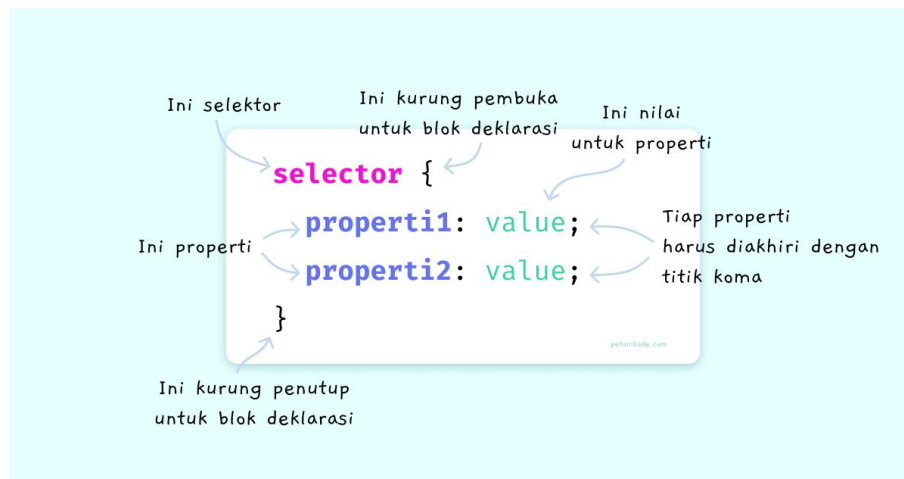 Ini selektor
Ini kurung pembuka
untuk blok deklarasi
Ini nilai
untuk properti
selector {
properti1: value;
properti2: value;
}
Ini properti
Tiap properti
harus diakhiri dengan
titik koma
petanikode.com
Ini kurung penutup
untuk blok deklarasi